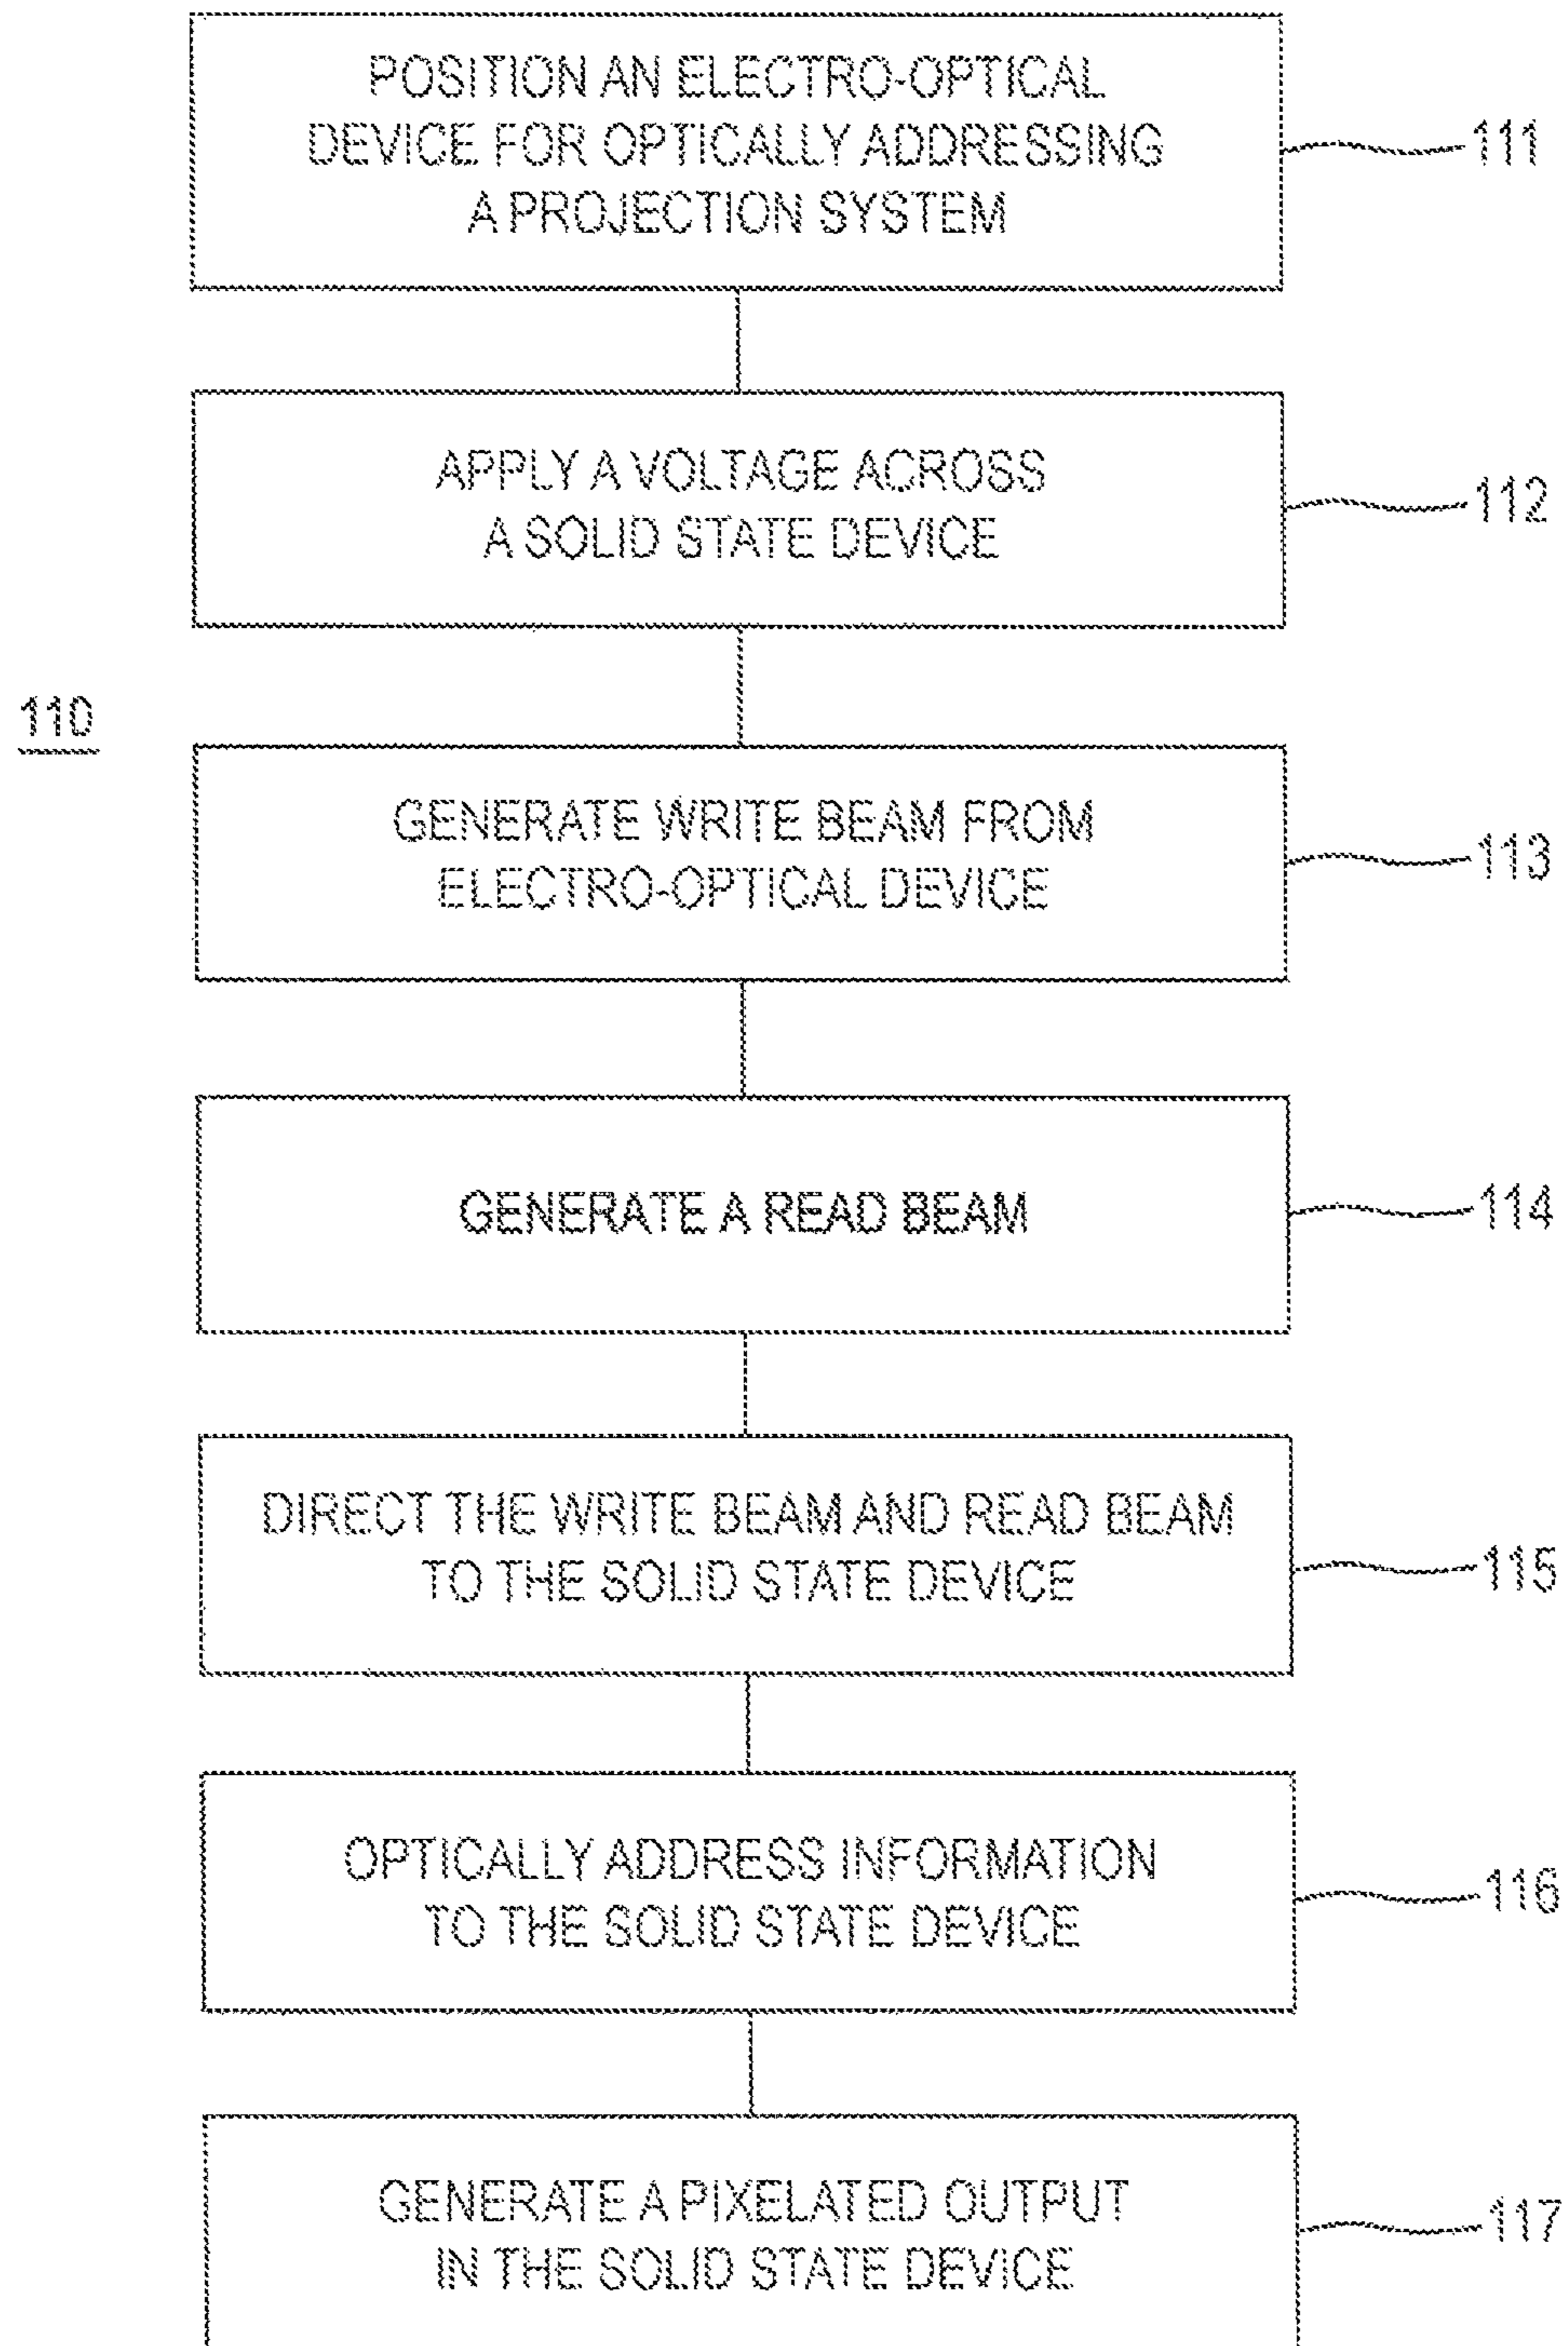 POSITION AN ELECTRO-OPTICAL
DEVICE FOR OPTICALLY ADDRESSING
A PROJECTION SYSTEM
111
APPLY A VOLTAGE ACROSS
A SOLID STATE DEVICE
112
110
GENERATE WRITE BEAM FROM
ELECTRO-OPTICAL DEVICE
113
GENERATE A READ BEAM
114
DIRECT THE WRITE BEAM AND READ BEAM
TO THE SOLID STATE DEVICE
115
OPTICALLY ADDRESS INFORMATION
TO THE SOLID STATE DEVICE
116
GENERATE A PIXELATED OUTPUT
IN THE SOLID STATE DEVICE
117